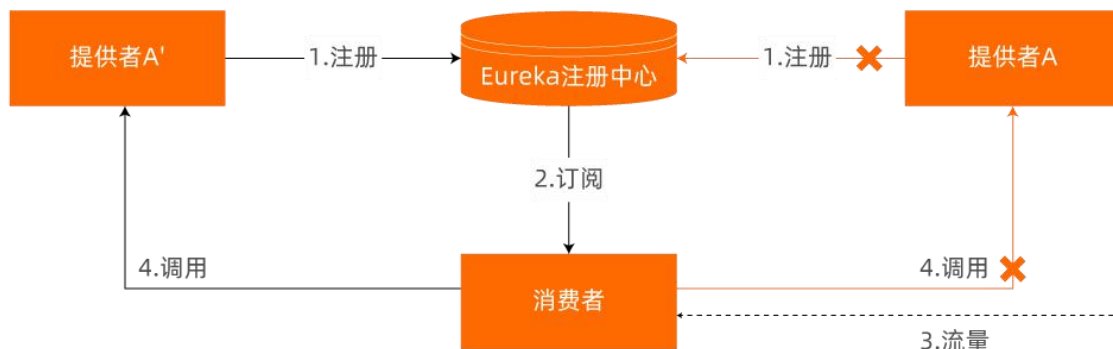 提供者A'
1.注册
Eureka注册中心
1.注册
提供者A
2.订阅
4.调用
消费者
4.调用
3.流量